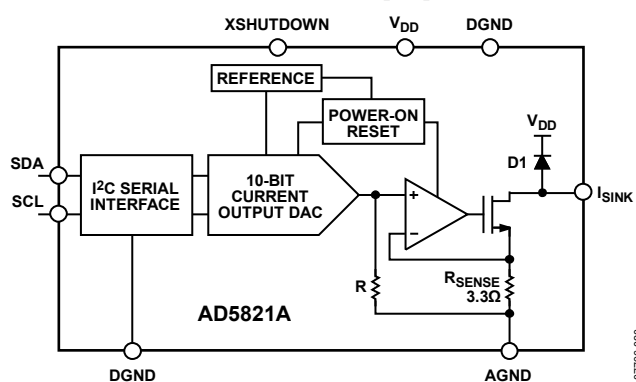 XSHUTDOWN
VDD
DGND
REFERENCE
POWER-ON
RESET
VDD
D1
SDA
SCL
I²C SERIAL
INTERFACE
10-BIT
CURRENT
OUTPUT DAC
+
–
ISINK
R
RSENSE
3.3Ω
AD5821A
DGND
AGND